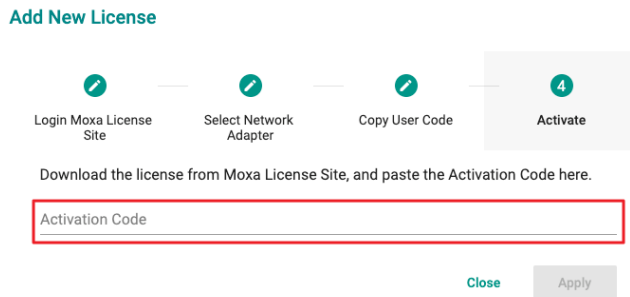 Add New License
4
Login Moxa License
Site
Select Network
Adapter
Copy User Code
Activate
Download the license from Moxa License Site, and paste the Activation Code here.
Activation Code
Close
Apply